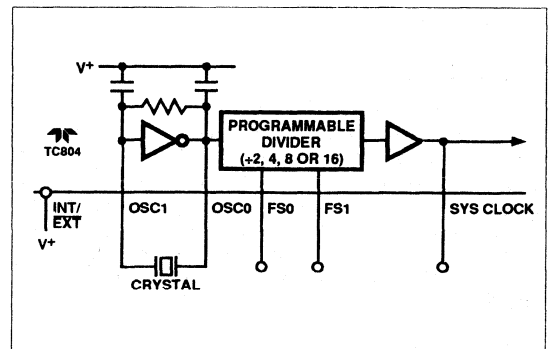 V+
TC804
PROGRAMMABLE
DIVIDER
(÷2, 4, 8 OR 16)
INT/
EXT
V+
OSC1
OSC0
FS0
FS1
SYS CLOCK
CRYSTAL